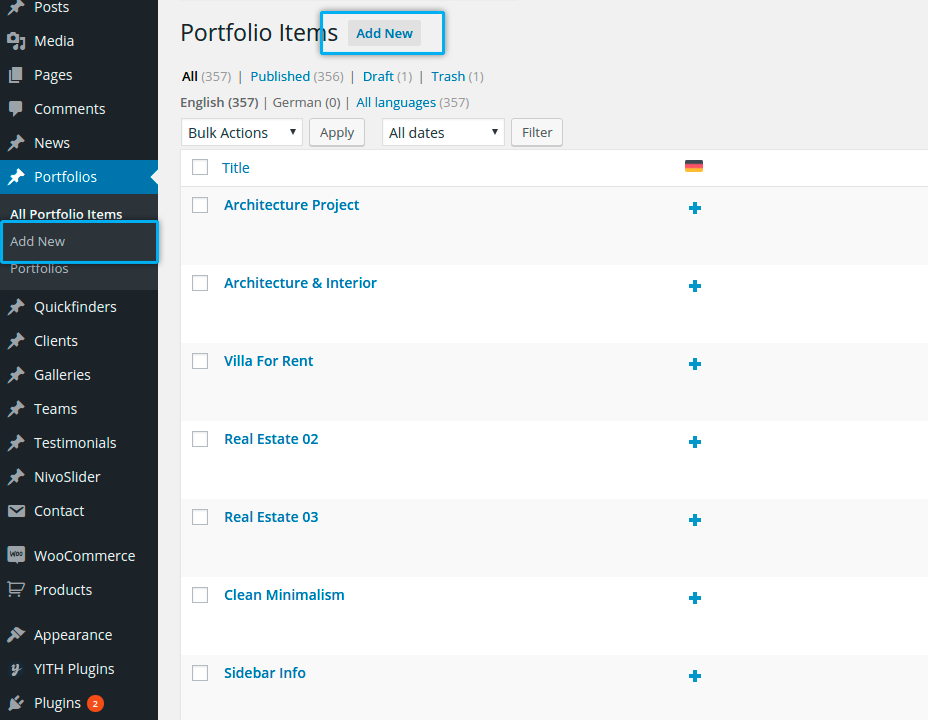 Posts
Media
Pages
Comments
News
Portfolios
All Portfolio Items
Add New
Portfolios
Quickfinders
Clients
Galleries
Teams
Testimonials
NivoSlider
Contact
Woo WooCommerce
Products
Appearance
YITH Plugins
Plugins 2
Portfolio Items Add New
All (357) | Published (356) | Draft (1) | Trash (1)
English (357) | German (0) | All languages (357)
Bulk Actions Apply All dates Filter
Title
Architecture Project
Architecture & Interior
Villa For Rent
Real Estate 02
Real Estate 03
Clean Minimalism
Sidebar Info